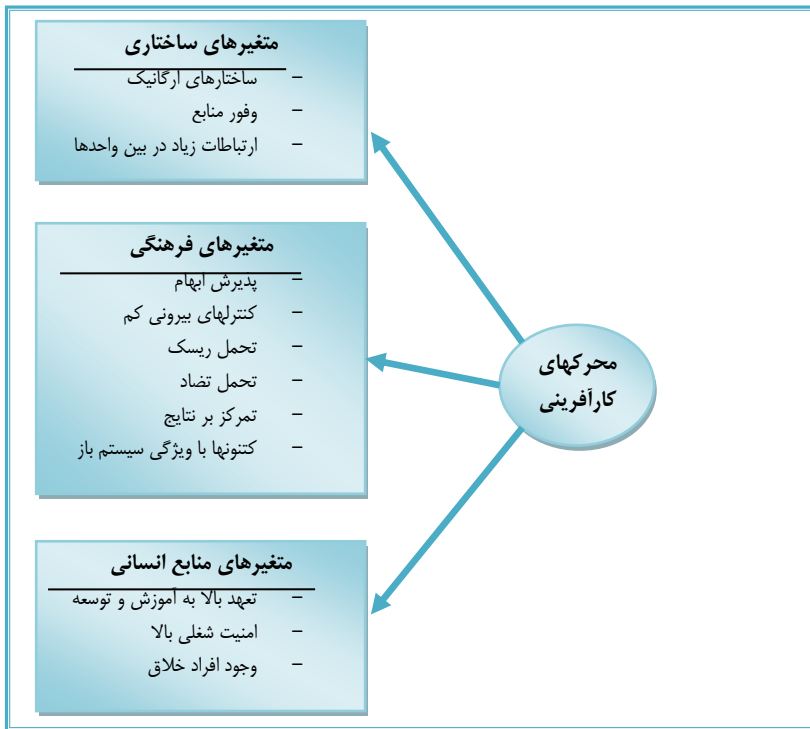 متغیرهای ساختاری
– ساختارهای ارگانیک
– وفور منابع
– ارتباطات زیاد در بین واحدها
متغیرهای فرهنگی
– پذیرش ابهام
– کنترلهای بیرونی کم
– تحمل ریسک
– تحمل تضاد
– تمرکز بر نتایج
– کتنونها با ویژگی سیستم باز
محرکهای
کارآفرینی
متغیرهای منابع انسانی
– تعهد بالا به آموزش و توسعه
– امنیت شغلی بالا
– وجود افراد خلاق